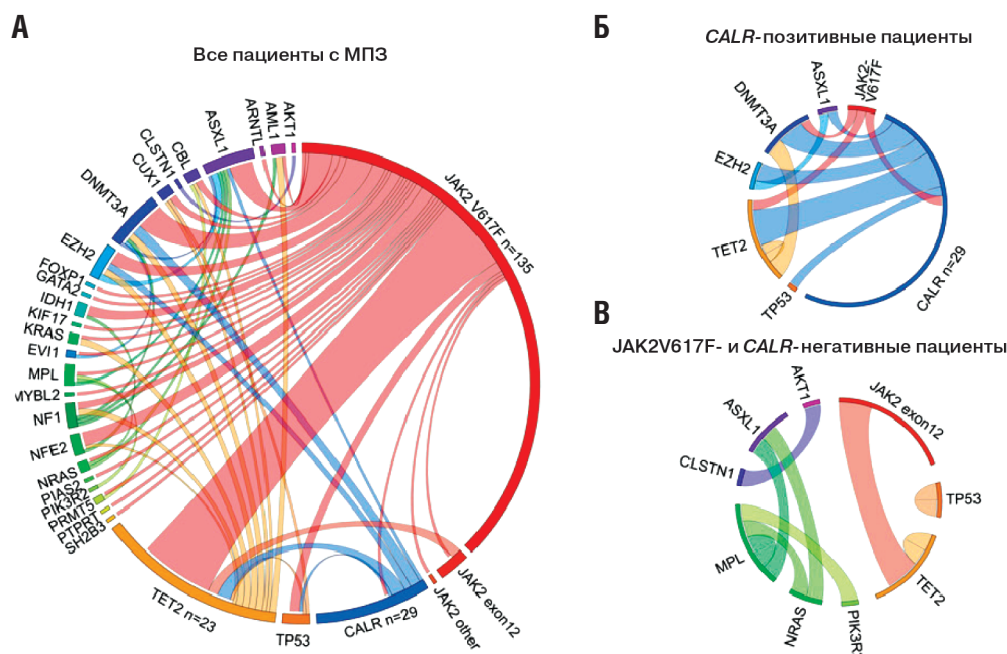 А
Все пациенты с МПЗ
AKT1
AML1
ARNTL
ASXL1
CBL
CLSTN1
CUX1
DNMT3A
EZH2
FOXP1
GATA2
IDH1
KIF17
KRAS
EVI1
MPL
MYBL2
NF1
NFE2
NRAS
PIAS2
PIK3R2
PRMT5
PTPRT
SH2B3
TET2 n=23
TP53
CALR n=29
JAK2 other
JAK2 exon12
JAK2 V617F n=135
Б
CALR-позитивные пациенты
JAK2-
V617F
ASXL1
DNMT3A
EZH2
TET2
TP53
CALR n=29
В
JAK2V617F- и CALR-негативные пациенты
AKT1
ASXL1
CLSTN1
MPL
NRAS
PIK3R
TET2
TP53
JAK2 exon12